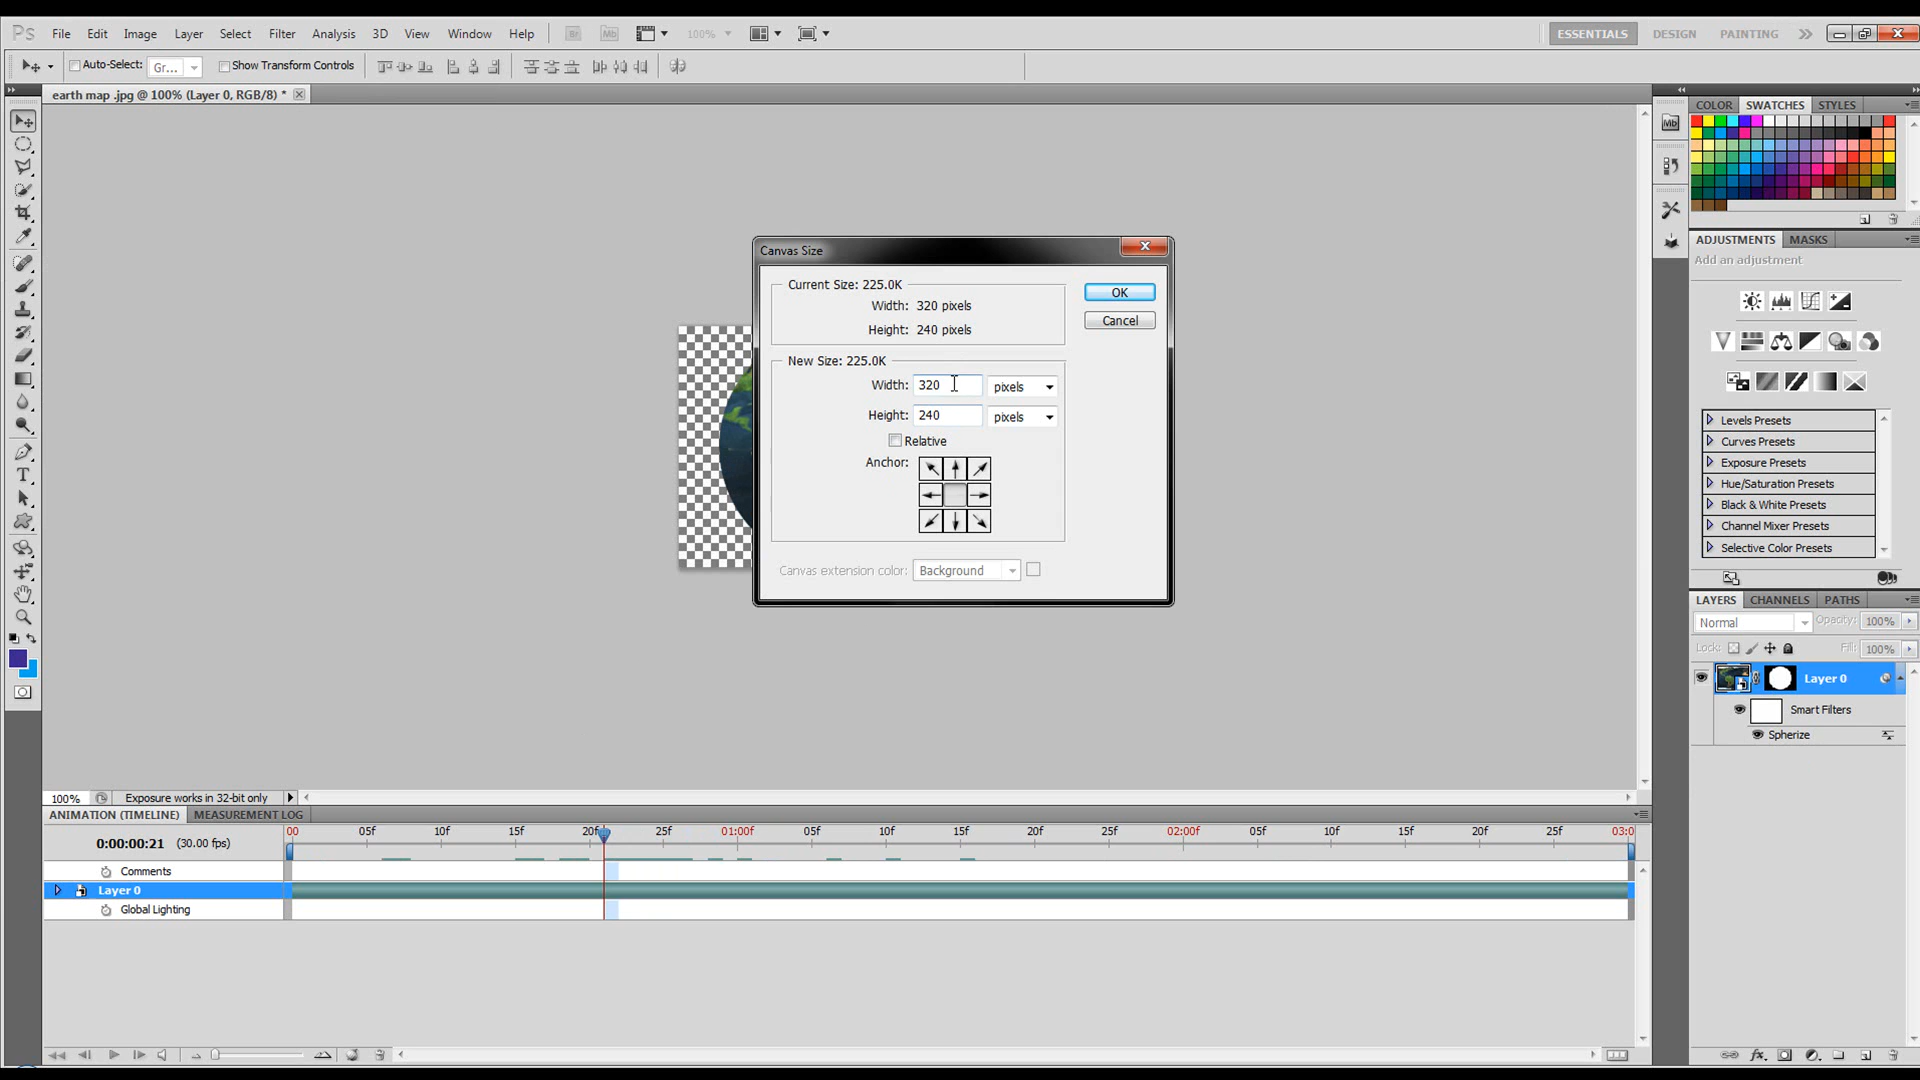 Ps File Edit Image Layer Select Filter Analysis 3D View Window Help Br Mb 100% ESSENTIALS DESIGN PAINTING
Auto-Select: Gr... Show Transform Controls
earth map .jpg @ 100% (Layer 0, RGB/8) *
Mb
COLOR SWATCHES STYLES
ADJUSTMENTS MASKS
Add an adjustment
Levels Presets
Curves Presets
Exposure Presets
Hue/Saturation Presets
Black & White Presets
Channel Mixer Presets
Selective Color Presets
LAYERS CHANNELS PATHS
Normal Opacity: 100%
Lock: Fill: 100%
Layer 0
Smart Filters
Spherize
Canvas Size
Current Size: 225.0K
Width: 320 pixels
Height: 240 pixels
OK
Cancel
New Size: 225.0K
Width: 320 pixels
Height: 240 pixels
Relative
Anchor:
Canvas extension color: Background
T
100% Exposure works in 32-bit only
ANIMATION (TIMELINE) MEASUREMENT LOG
0:00:00:21 (30.00 fps)
00 05f 10f 15f 20f 25f 01:00f 05f 10f 15f 20f 25f 02:00f 05f 10f 15f 20f 25f 03:0
Comments
Layer 0
Global Lighting
fx